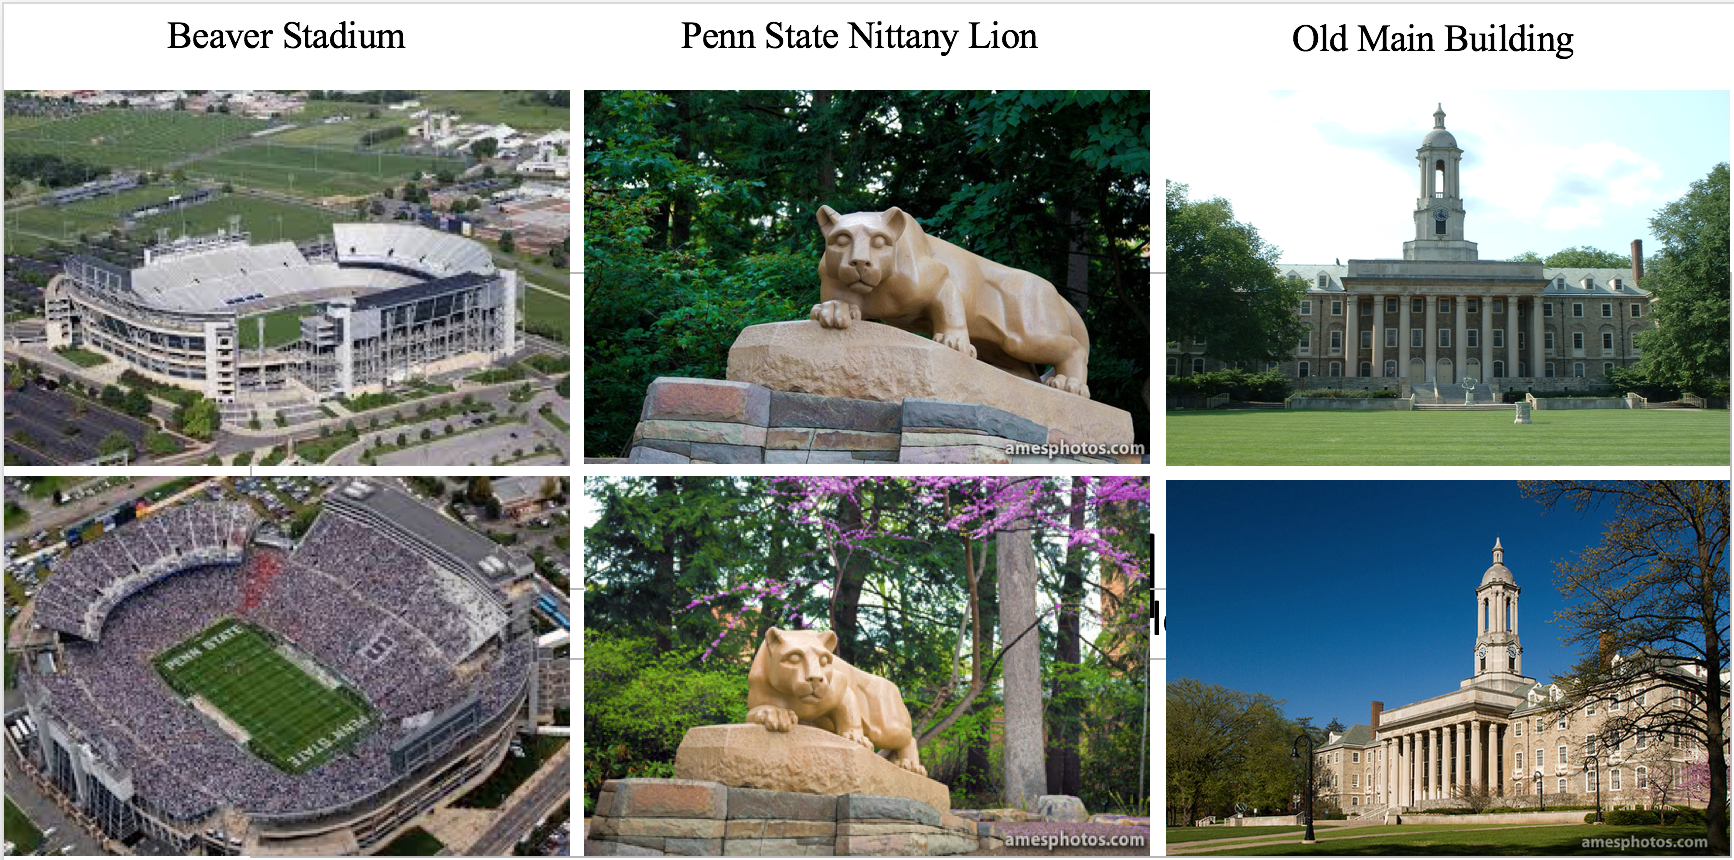 Beaver Stadium
Penn State Nittany Lion
Old Main Building
amesphotos.com
PENN STATE
PENN STATE
S
amesphotos.com
amesphotos.com